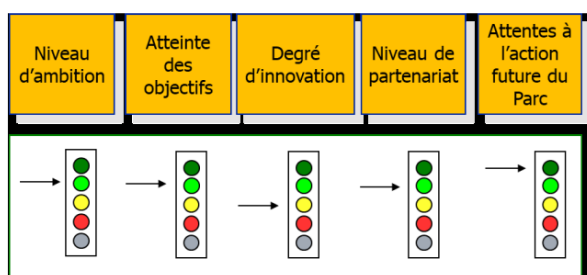 Niveau
d'ambition
Atteinte
des
objectifs
Degré
d'innovation
Niveau de
partenariat
Attentes à
l'action
future du
Parc